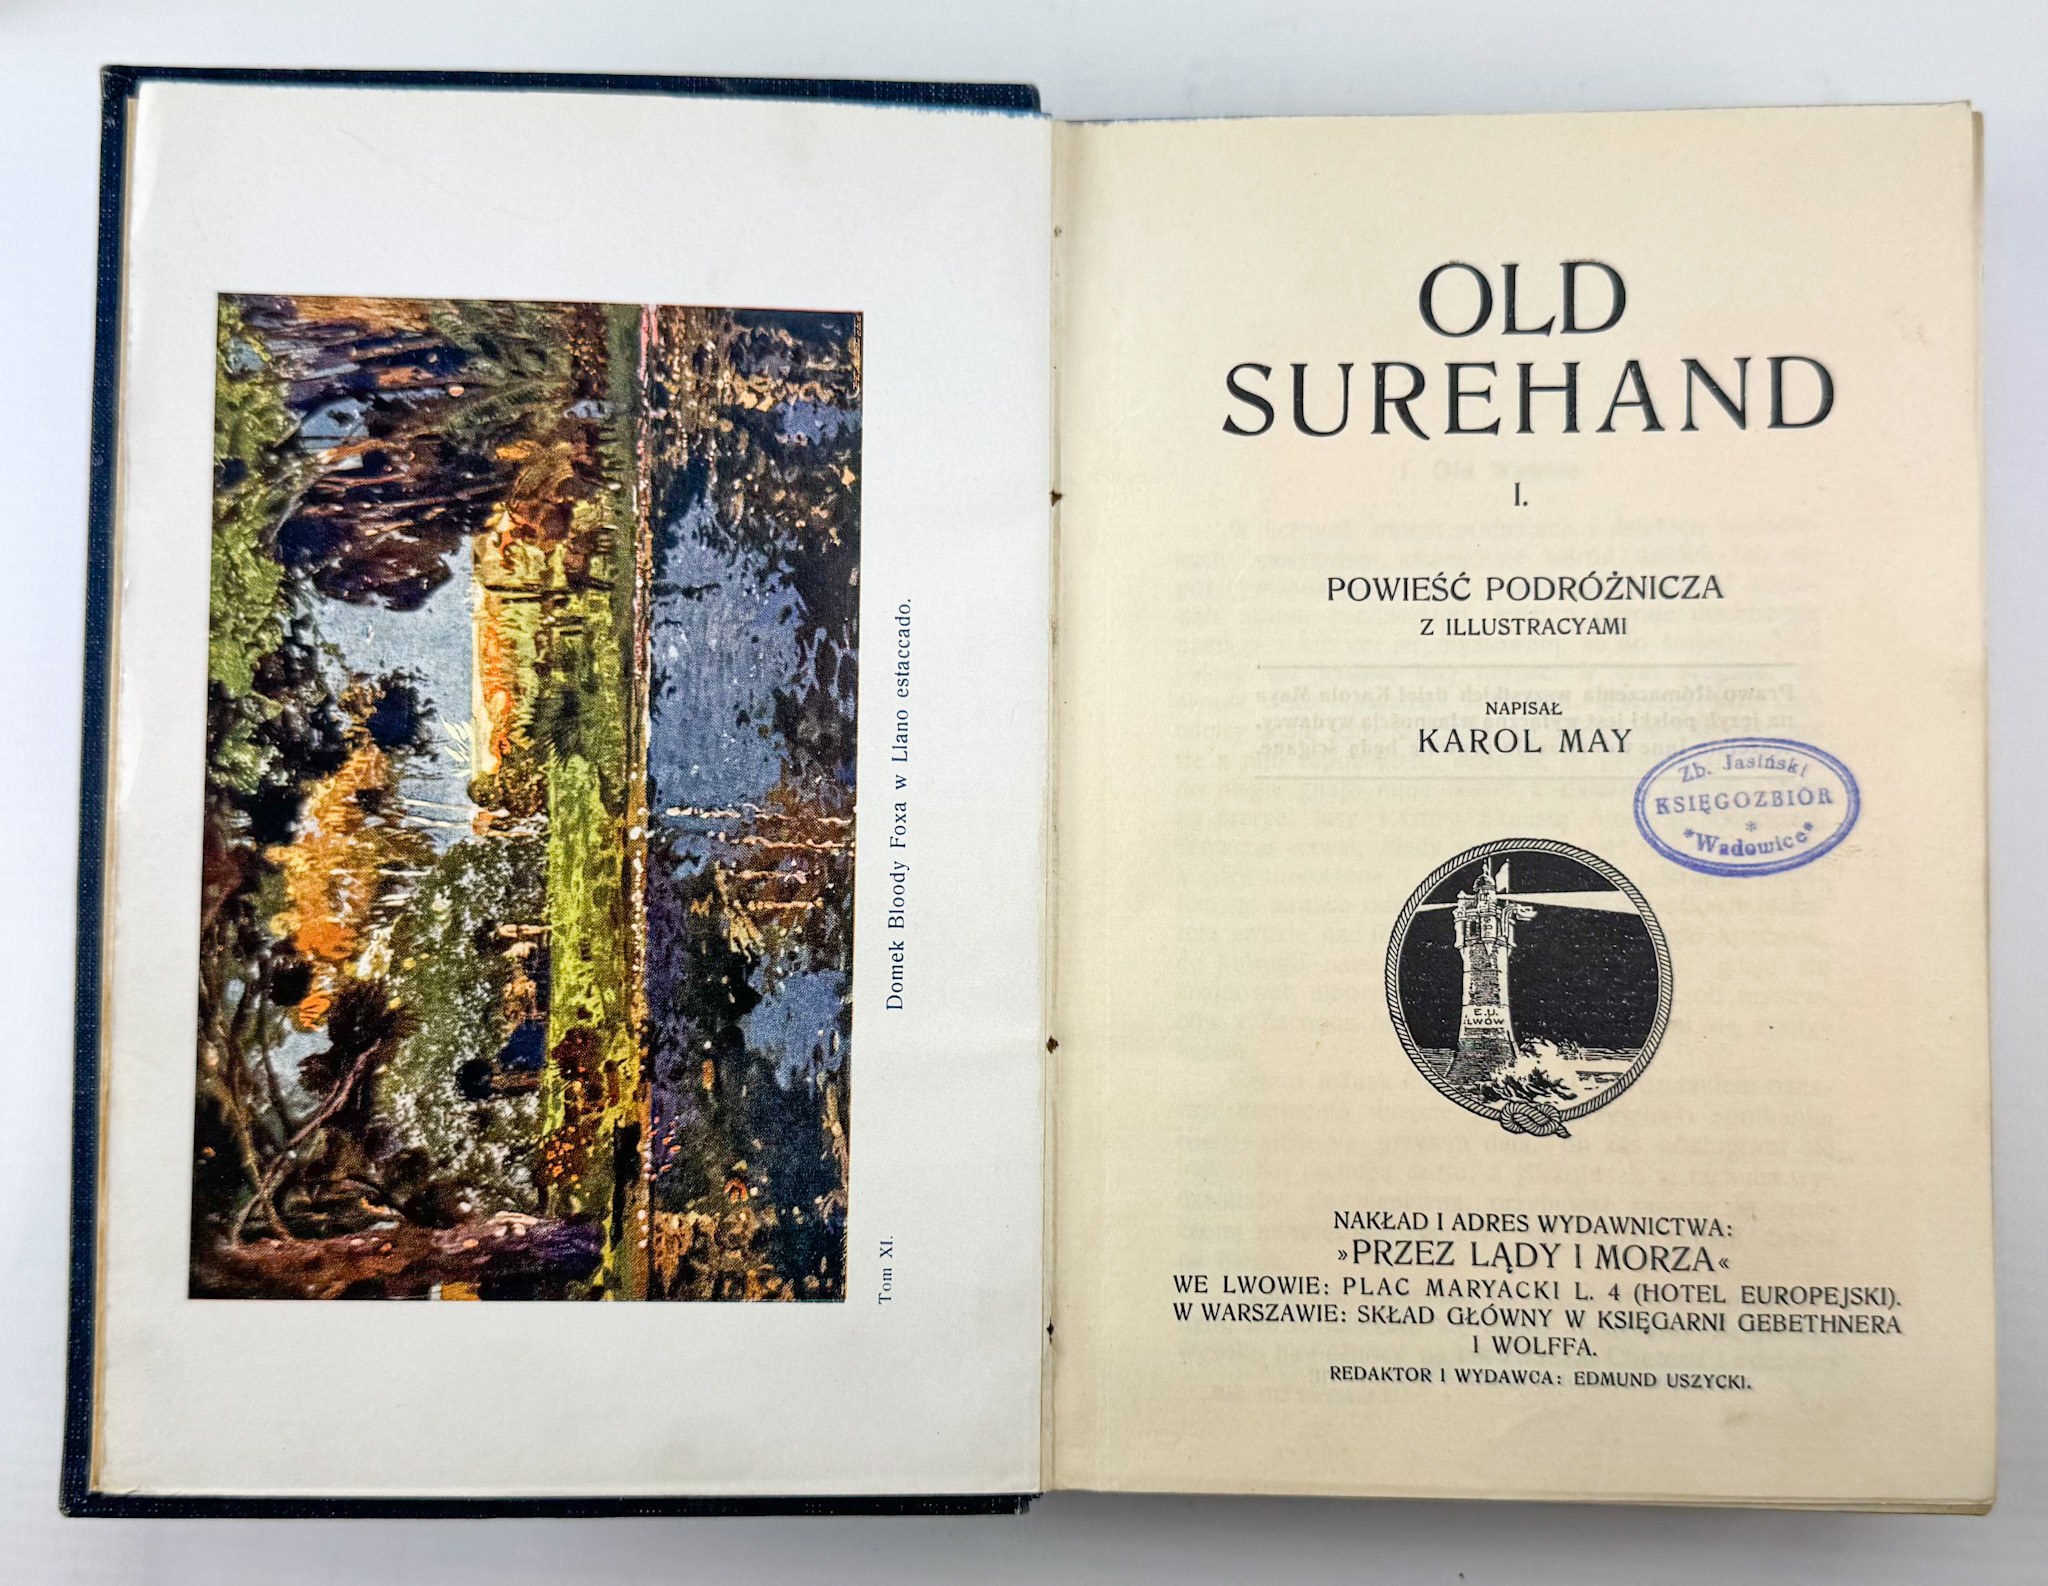 Domek Bloody Foxa w Llano estaccado.
Tom XI.
OLD
SUREHAND
I.
POWIEŚĆ PODRÓŻNICZA
Z ILLUSTRACYAMI
NAPISAŁ
KAROL MAY
Zb. Jasiński
KSIĘGOZBIÓR
*
*Wadowice*
E.U.
LWÓW
NAKŁAD I ADRES WYDAWNICTWA:
»PRZEZ LĄDY I MORZA«
WE LWOWIE: PLAC MARYACKI L. 4 (HOTEL EUROPEJSKI).
W WARSZAWIE: SKŁAD GŁÓWNY W KSIĘGARNI GEBETHNERA
I WOLFFA.
REDAKTOR I WYDAWCA: EDMUND USZYCKI.